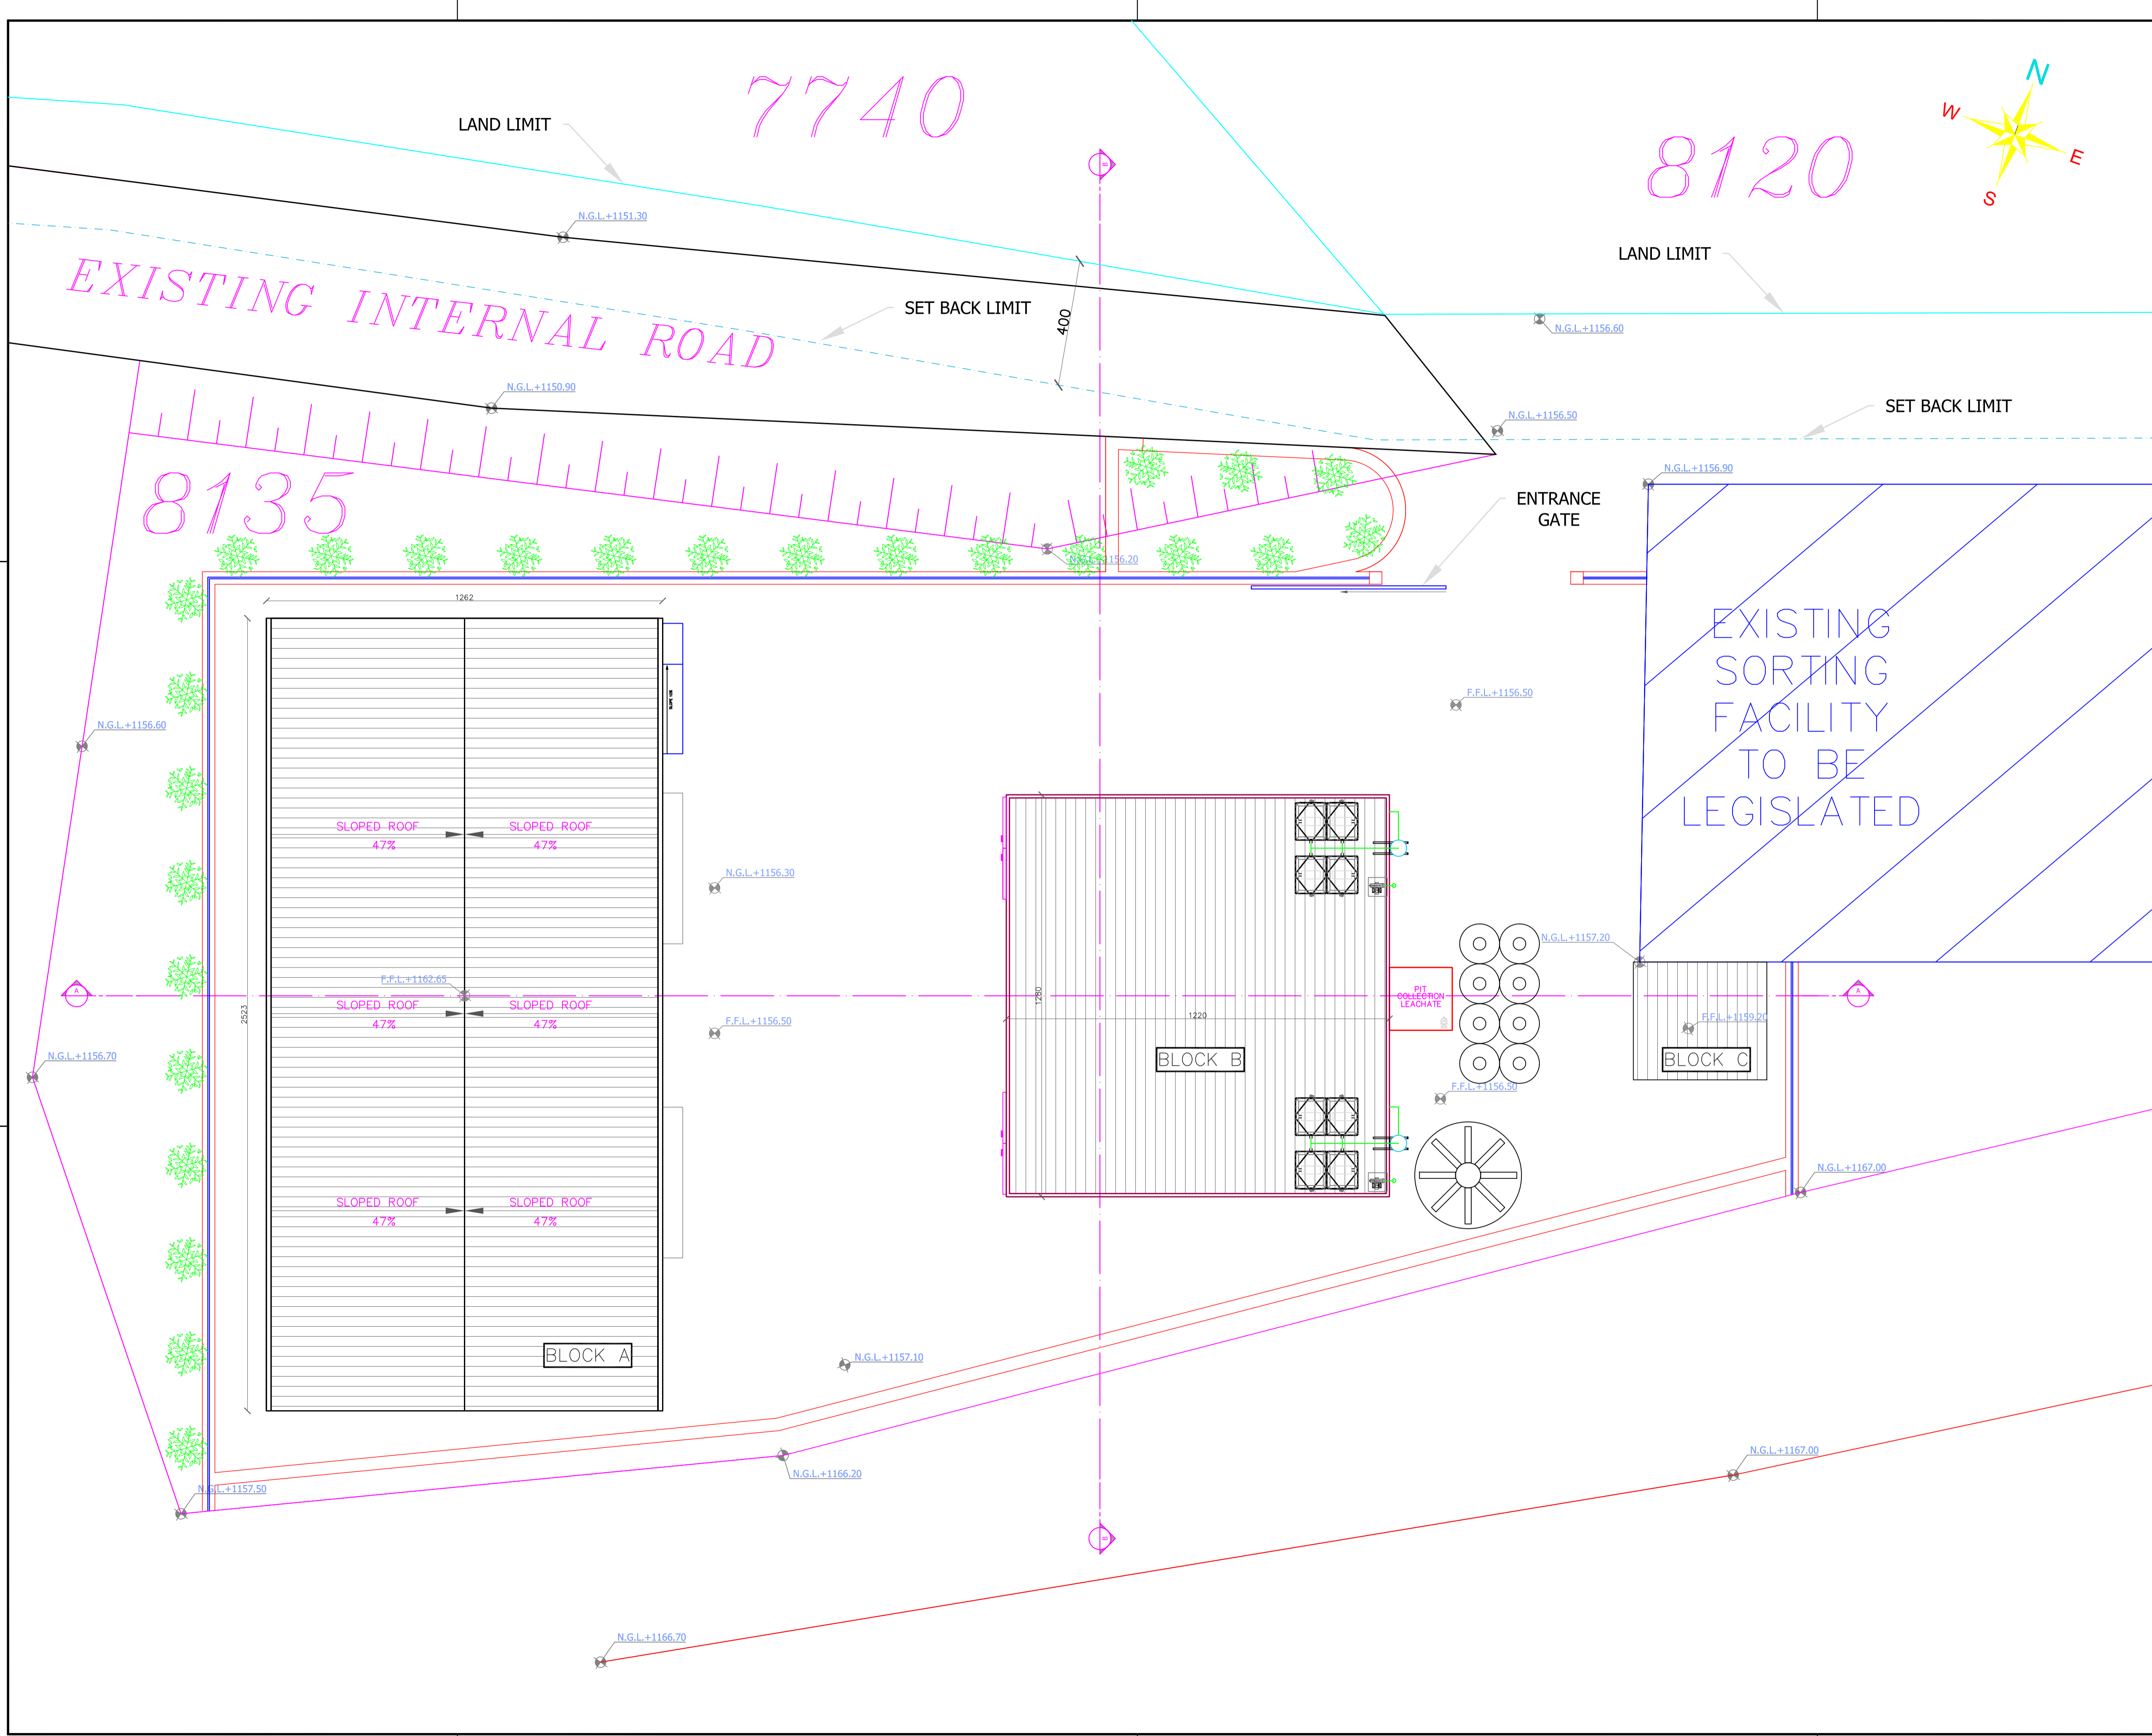 7740
N
W
E
S
8120
LAND LIMIT
LAND LIMIT
N.G.L.+1151.30
EXISTING INTERNAL ROAD
SET BACK LIMIT
400
N.G.L.+1156.60
N.G.L.+1150.90
N.G.L.+1156.50
SET BACK LIMIT
N.G.L.+1156.90
8135
ENTRANCE
GATE
N.G.L.+1156.20
1262
EXISTING
SORTING
FACILITY
TO BE
LEGISLATED
F.F.L.+1156.50
N.G.L.+1156.60
SLOPED ROOF
47%
SLOPED ROOF
47%
N.G.L.+1156.30
N.G.L.+1157.20
F.F.L.+1162.65
A
A
PIT
COLLECTION
LEACHATE
1280
2523
SLOPED ROOF
47%
SLOPED ROOF
47%
F.F.L.+1156.50
1220
F.F.L.+1159.20
BLOCK B
BLOCK C
N.G.L.+1156.70
F.F.L.+1156.50
N.G.L.+1167.00
SLOPED ROOF
47%
SLOPED ROOF
47%
BLOCK A
N.G.L.+1157.10
N.G.L.+1166.20
N.G.L.+1167.00
N.G.L.+1157.50
N.G.L.+1166.70